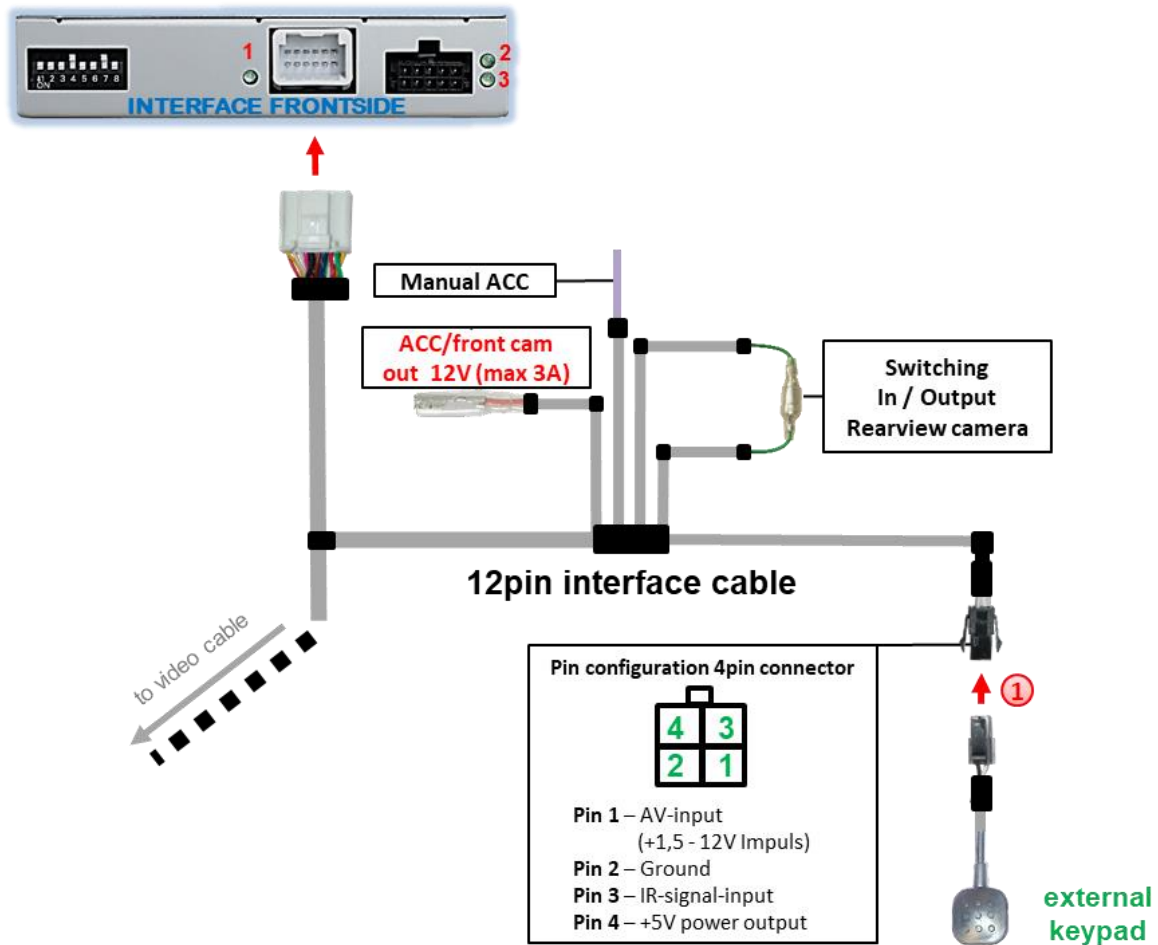 1
2
3
1 2 3 4 5 6 7 8
ON
INTERFACE FRONTSIDE
Manual ACC
ACC/front cam
out 12V (max 3A)
Switching
In / Output
Rearview camera
12pin interface cable
to video cable
Pin configuration 4pin connector
4 3
2 1
Pin 1 – AV-input
(+1,5 - 12V Impuls)
Pin 2 – Ground
Pin 3 – IR-signal-input
Pin 4 – +5V power output
1
external
keypad